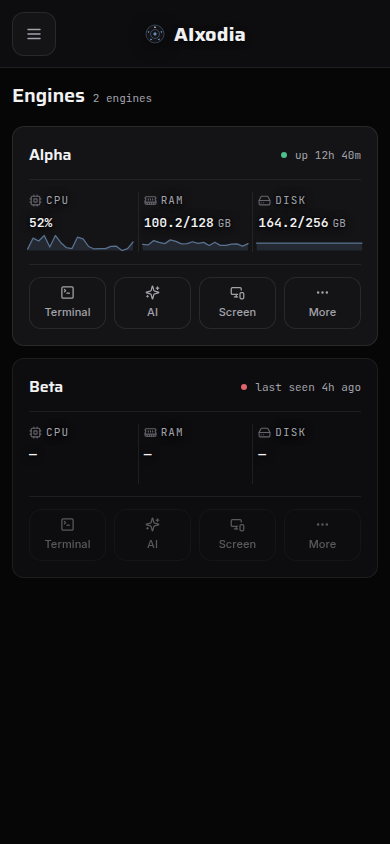 AIxodia
Engines 2 engines
Alpha
up 12h 40m
CPU
RAM
DISK
52%
100.2/128 GB
164.2/256 GB
Terminal
AI
Screen
More
Beta
last seen 4h ago
CPU
RAM
DISK
—
—
—
Terminal
AI
Screen
More